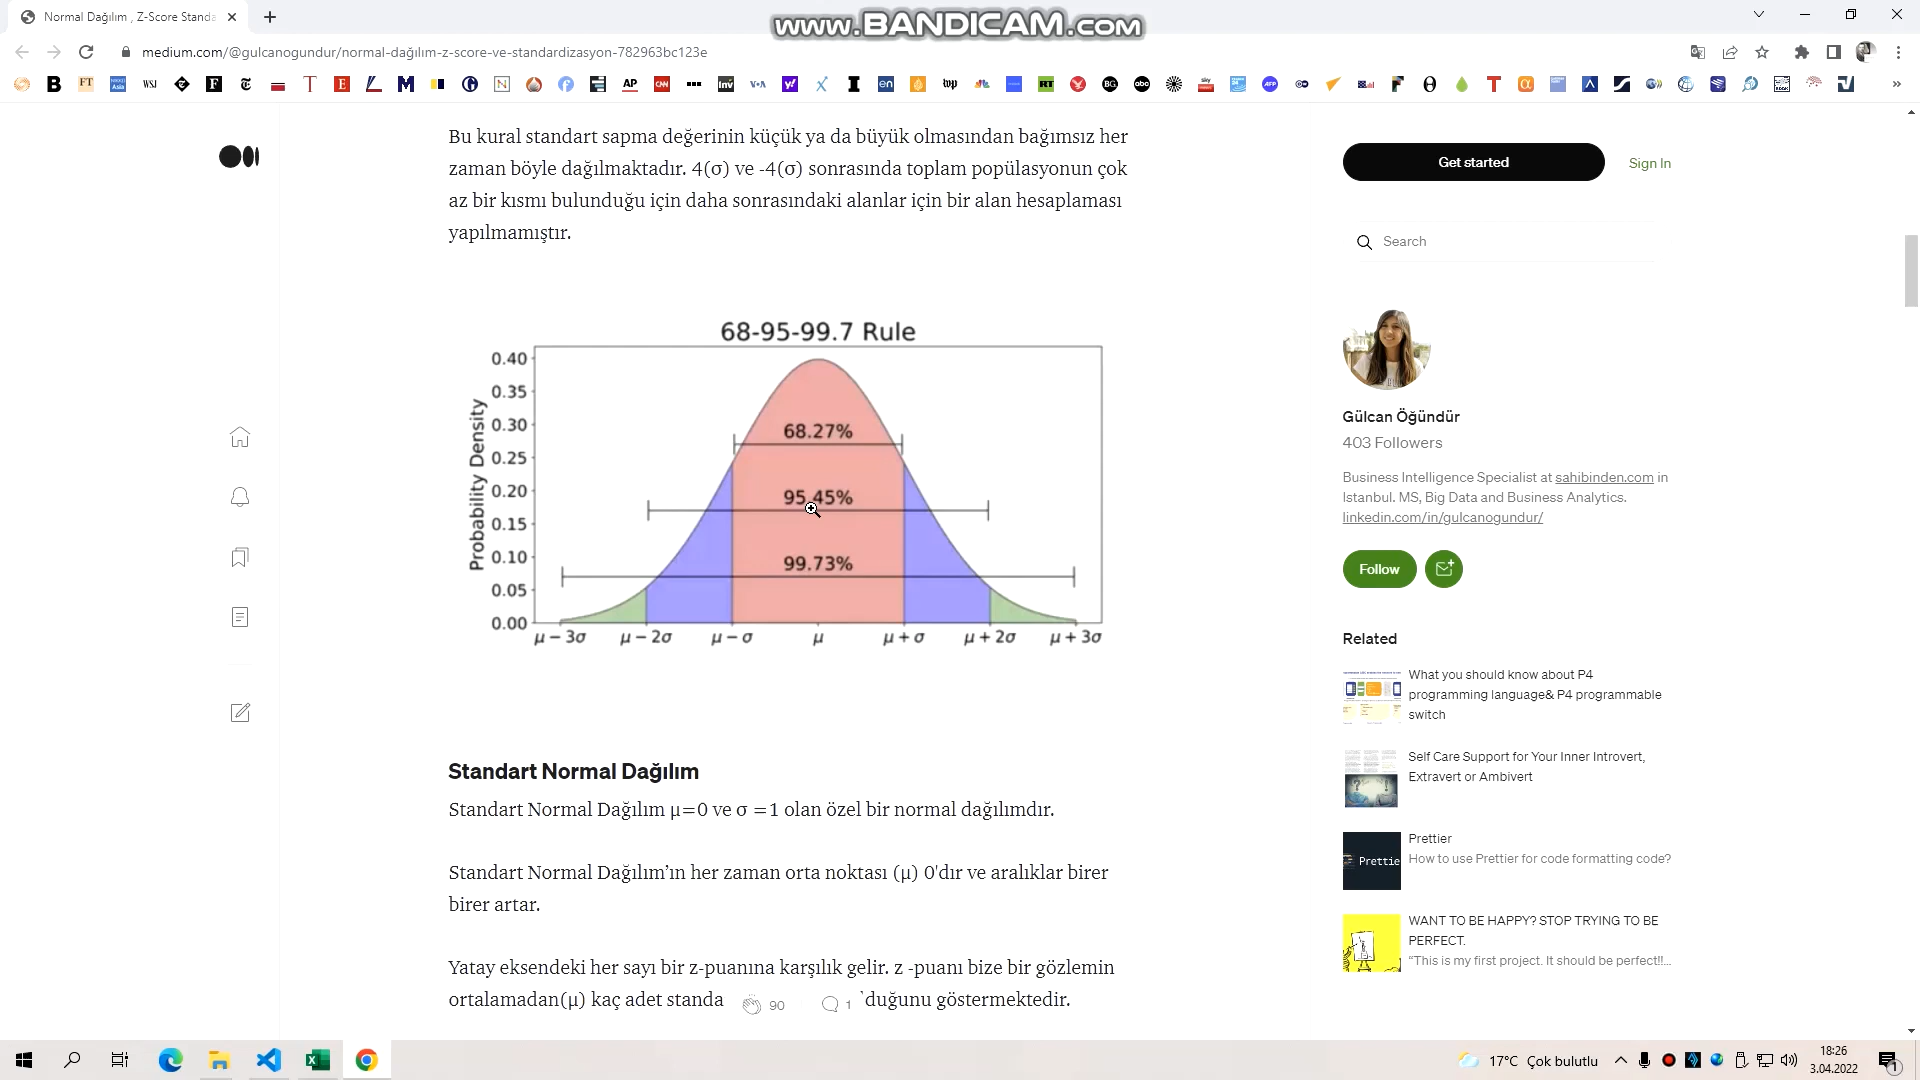 Normal Dağılım , Z-Score Standa
www.BANDICAM.com
medium.com/@gulcanogundur/normal-dağılım-z-score-ve-standardizasyon-782963bc123e
Bu kural standart sapma değerinin küçük ya da büyük olmasından bağımsız her
zaman böyle dağılmaktadır. 4(σ) ve -4(σ) sonrasında toplam popülasyonun çok
az bir kısmı bulunduğu için daha sonrasındaki alanlar için bir alan hesaplaması
yapılmamıştır.
68-95-99.7 Rule
Probability Density
0.40
0.35
0.30
0.25
0.20
0.15
0.10
0.05
0.00
68.27%
95.45%
99.73%
μ − 3σ μ − 2σ μ − σ μ μ + σ μ + 2σ μ + 3σ
Standart Normal Dağılım
Standart Normal Dağılım μ=0 ve σ =1 olan özel bir normal dağılımdır.
Standart Normal Dağılım’ın her zaman orta noktası (μ) 0'dır ve aralıklar birer
birer artar.
Yatay eksendeki her sayı bir z-puanına karşılık gelir. z -puanı bize bir gözlemin
ortalamadan(μ) kaç adet standa
duğunu göstermektedir.
90
1
Get started
Sign In
Search
Gülcan Öğündür
403 Followers
Business Intelligence Specialist at sahibinden.com in
Istanbul. MS, Big Data and Business Analytics.
linkedin.com/in/gulcanogundur/
Follow
Related
What you should know about P4
programming language& P4 programmable
switch
Self Care Support for Your Inner Introvert,
Extravert or Ambivert
Prettie
Prettier
How to use Prettier for code formatting code?
WANT TO BE HAPPY? STOP TRYING TO BE
PERFECT.
“This is my first project. It should be perfect!!...
17°C Çok bulutlu
18:26
3.04.2022
1